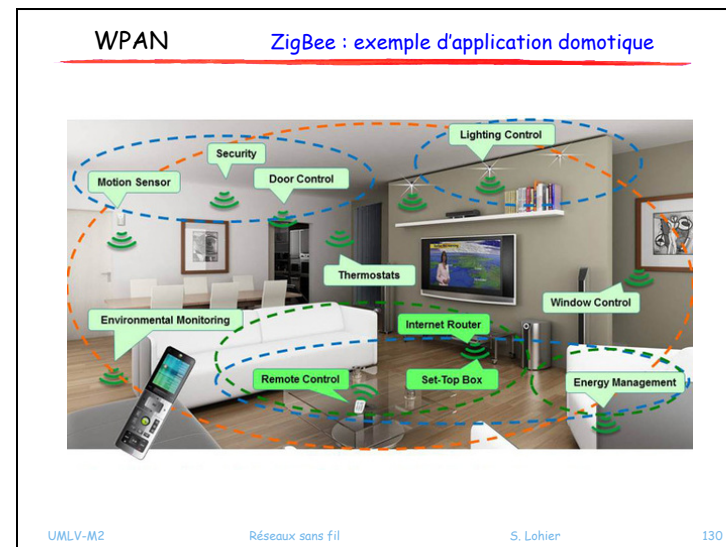 WPAN ZigBee : exemple d'application domotique
Lighting Control
Security
Motion Sensor
Door Control
Thermostats
Window Control
Environmental Monitoring
Internet Router
Remote Control
Set-Top Box
Energy Management
UMLV-M2 Réseaux sans fil S. Lohier 130